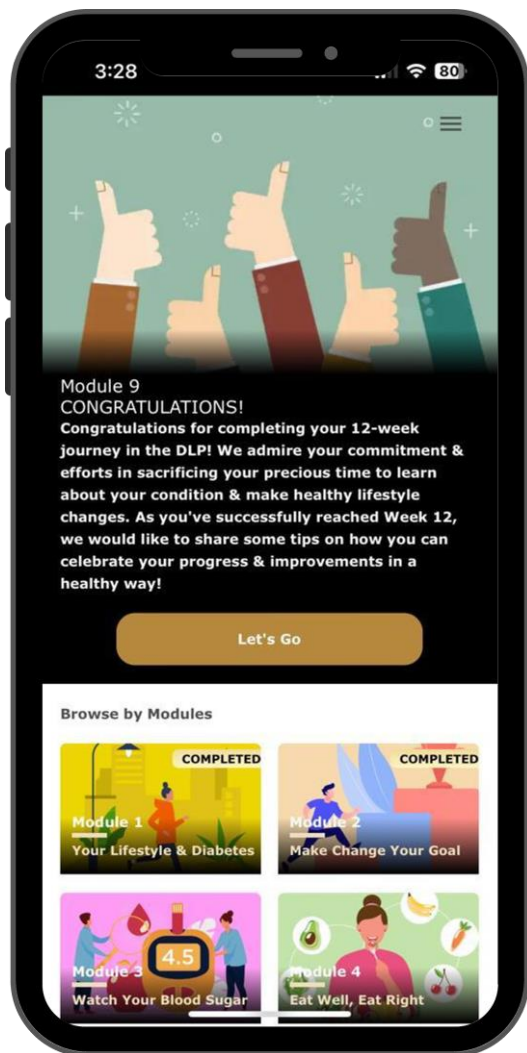 3:28
80
Module 9
CONGRATULATIONS!
Congratulations for completing your 12-week
journey in the DLP! We admire your commitment &
efforts in sacrificing your precious time to learn
about your condition & make healthy lifestyle
changes. As you've successfully reached Week 12,
we would like to share some tips on how you can
celebrate your progress & improvements in a
healthy way!
Let's Go
Browse by Modules
COMPLETED
Module 1
Your Lifestyle & Diabetes
COMPLETED
Module 2
Make Change Your Goal
4.5
Module 3
Watch Your Blood Sugar
Module 4
Eat Well, Eat Right